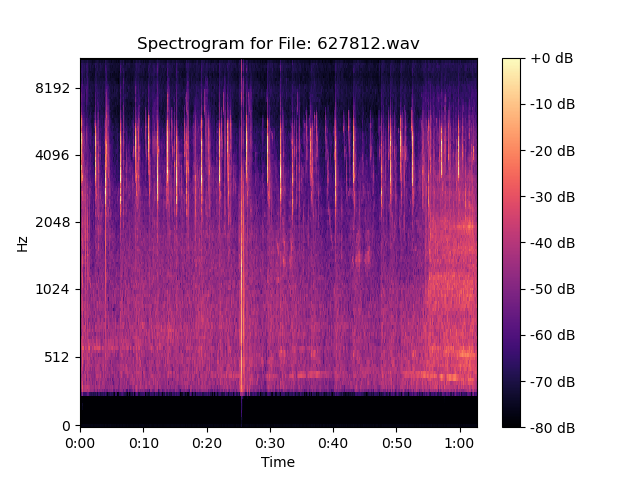 Spectrogram for File: 627812.wav
8192
4096
2048
1024
512
0
Hz
0:00 0:10 0:20 0:30 0:40 0:50 1:00
Time
+0 dB
-10 dB
-20 dB
-30 dB
-40 dB
-50 dB
-60 dB
-70 dB
-80 dB